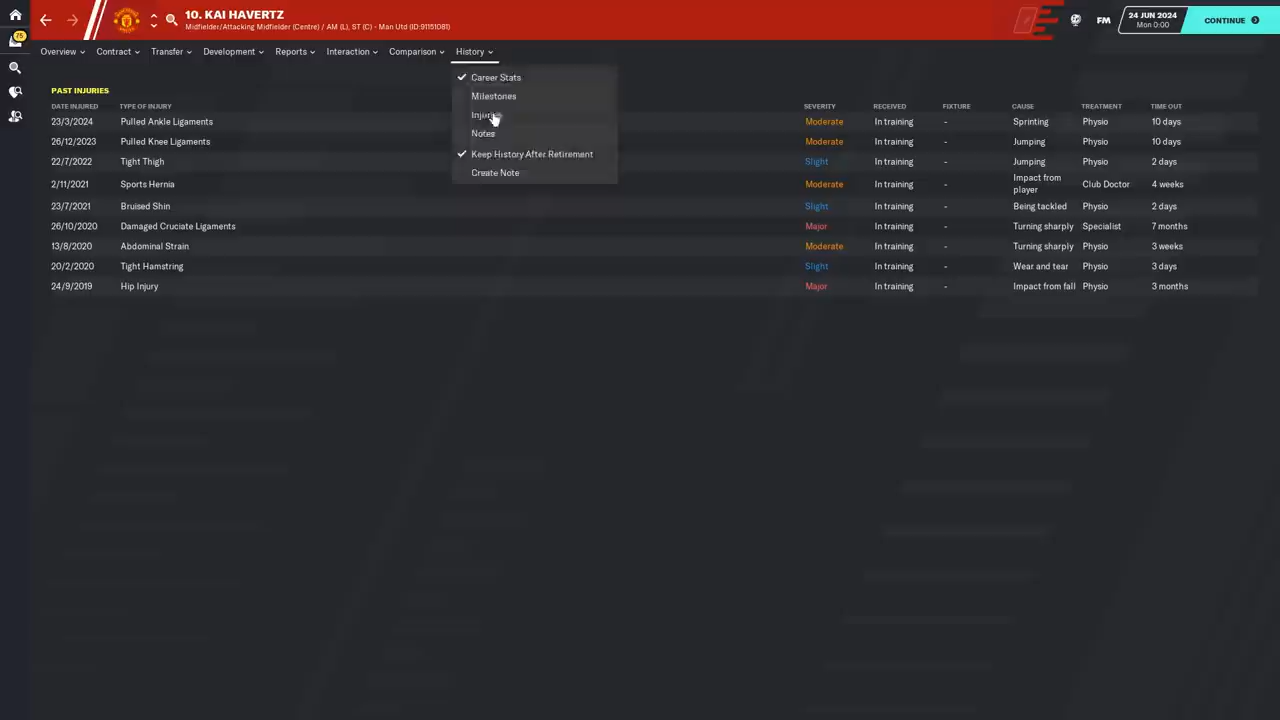 10. KAI HAVERTZ
Midfielder/Attacking Midfielder (Centre) / AM (L), ST (C) - Man Utd (ID:91151081)
FM
24 JUN 2024
Mon 0:00
CONTINUE
75
Overview Contract Transfer Development Reports Interaction Comparison History
Career Stats
Milestones
Notes
Keep History After Retirement
Create Note
PAST INJURIES
DATE INJURED TYPE OF INJURY SEVERITY RECEIVED FIXTURE CAUSE TREATMENT TIME OUT
23/3/2024 Pulled Ankle Ligaments Moderate In training - Sprinting Physio 10 days
26/12/2023 Pulled Knee Ligaments Moderate In training - Jumping Physio 10 days
22/7/2022 Tight Thigh Slight In training - Jumping Physio 2 days
2/11/2021 Sports Hernia Moderate In training - Impact from player Club Doctor 4 weeks
23/7/2021 Bruised Shin Slight In training - Being tackled Physio 2 days
26/10/2020 Damaged Cruciate Ligaments Major In training - Turning sharply Specialist 7 months
13/8/2020 Abdominal Strain Moderate In training - Turning sharply Physio 3 weeks
20/2/2020 Tight Hamstring Slight In training - Wear and tear Physio 3 days
24/9/2019 Hip Injury Major In training - Impact from fall Physio 3 months